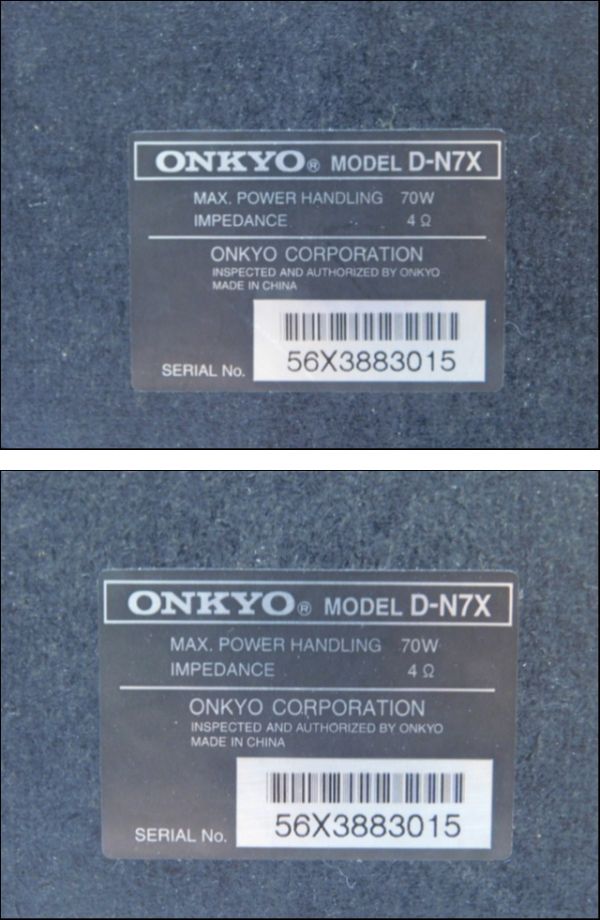 ONKYO® MODEL D-N7X
MAX. POWER HANDLING 70W
IMPEDANCE 4 Ω
ONKYO CORPORATION
INSPECTED AND AUTHORIZED BY ONKYO
MADE IN CHINA
SERIAL No. 56X3883015
ONKYO® MODEL D-N7X
MAX. POWER HANDLING 70W
IMPEDANCE 4 Ω
ONKYO CORPORATION
INSPECTED AND AUTHORIZED BY ONKYO
MADE IN CHINA
SERIAL No. 56X3883015